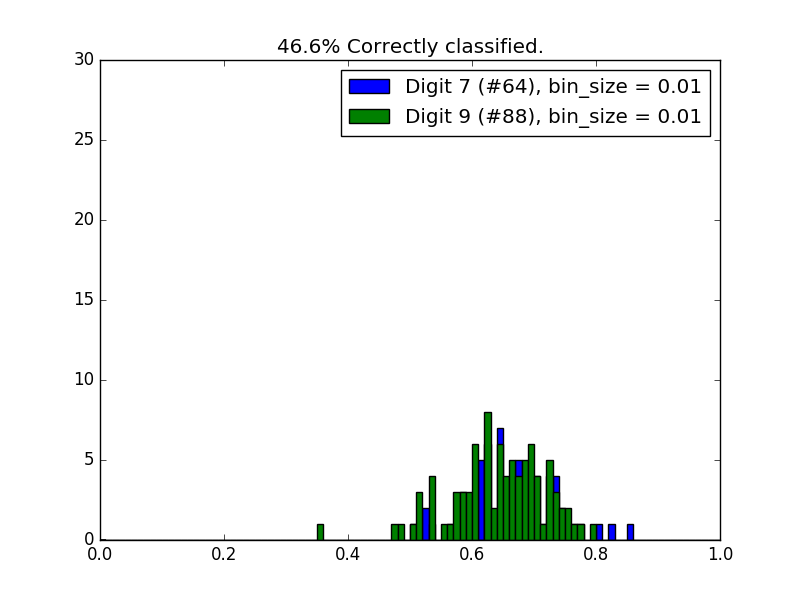 46.6% Correctly classified.
30
Digit 7 (#64), bin_size = 0.01
Digit 9 (#88), bin_size = 0.01
25
20
15
10
5
0
0.0 0.2 0.4 0.6 0.8 1.0